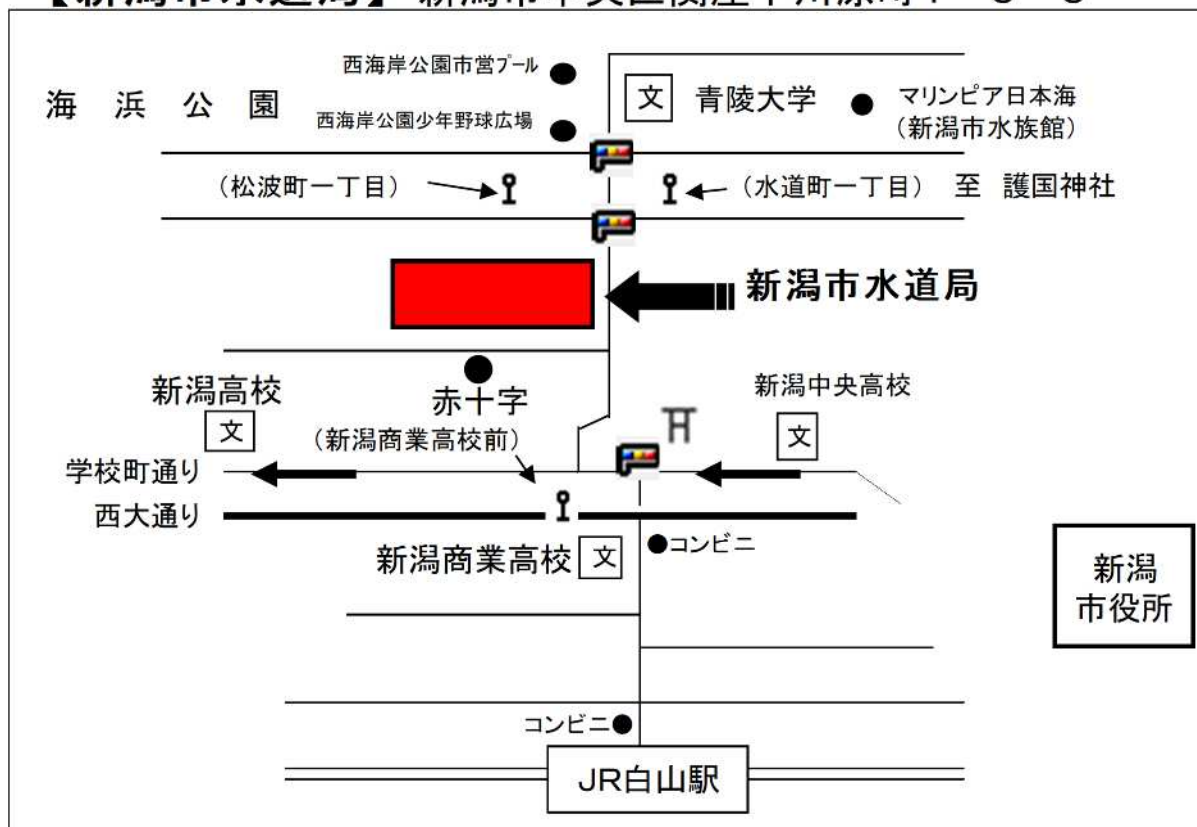 西海岸公園市営プール
文
青陵大学
マリンピア日本海
(新潟市水族館)
海浜公園
西海岸公園少年野球広場
(松波町一丁目)
(水道町一丁目)
至 護国神社
新潟市水道局
新潟高校
文
赤十字
新潟中央高校
文
(新潟商業高校前)
学校町通り
西大通り
新潟商業高校
文
コンビニ
新潟
市役所
コンビニ
JR白山駅